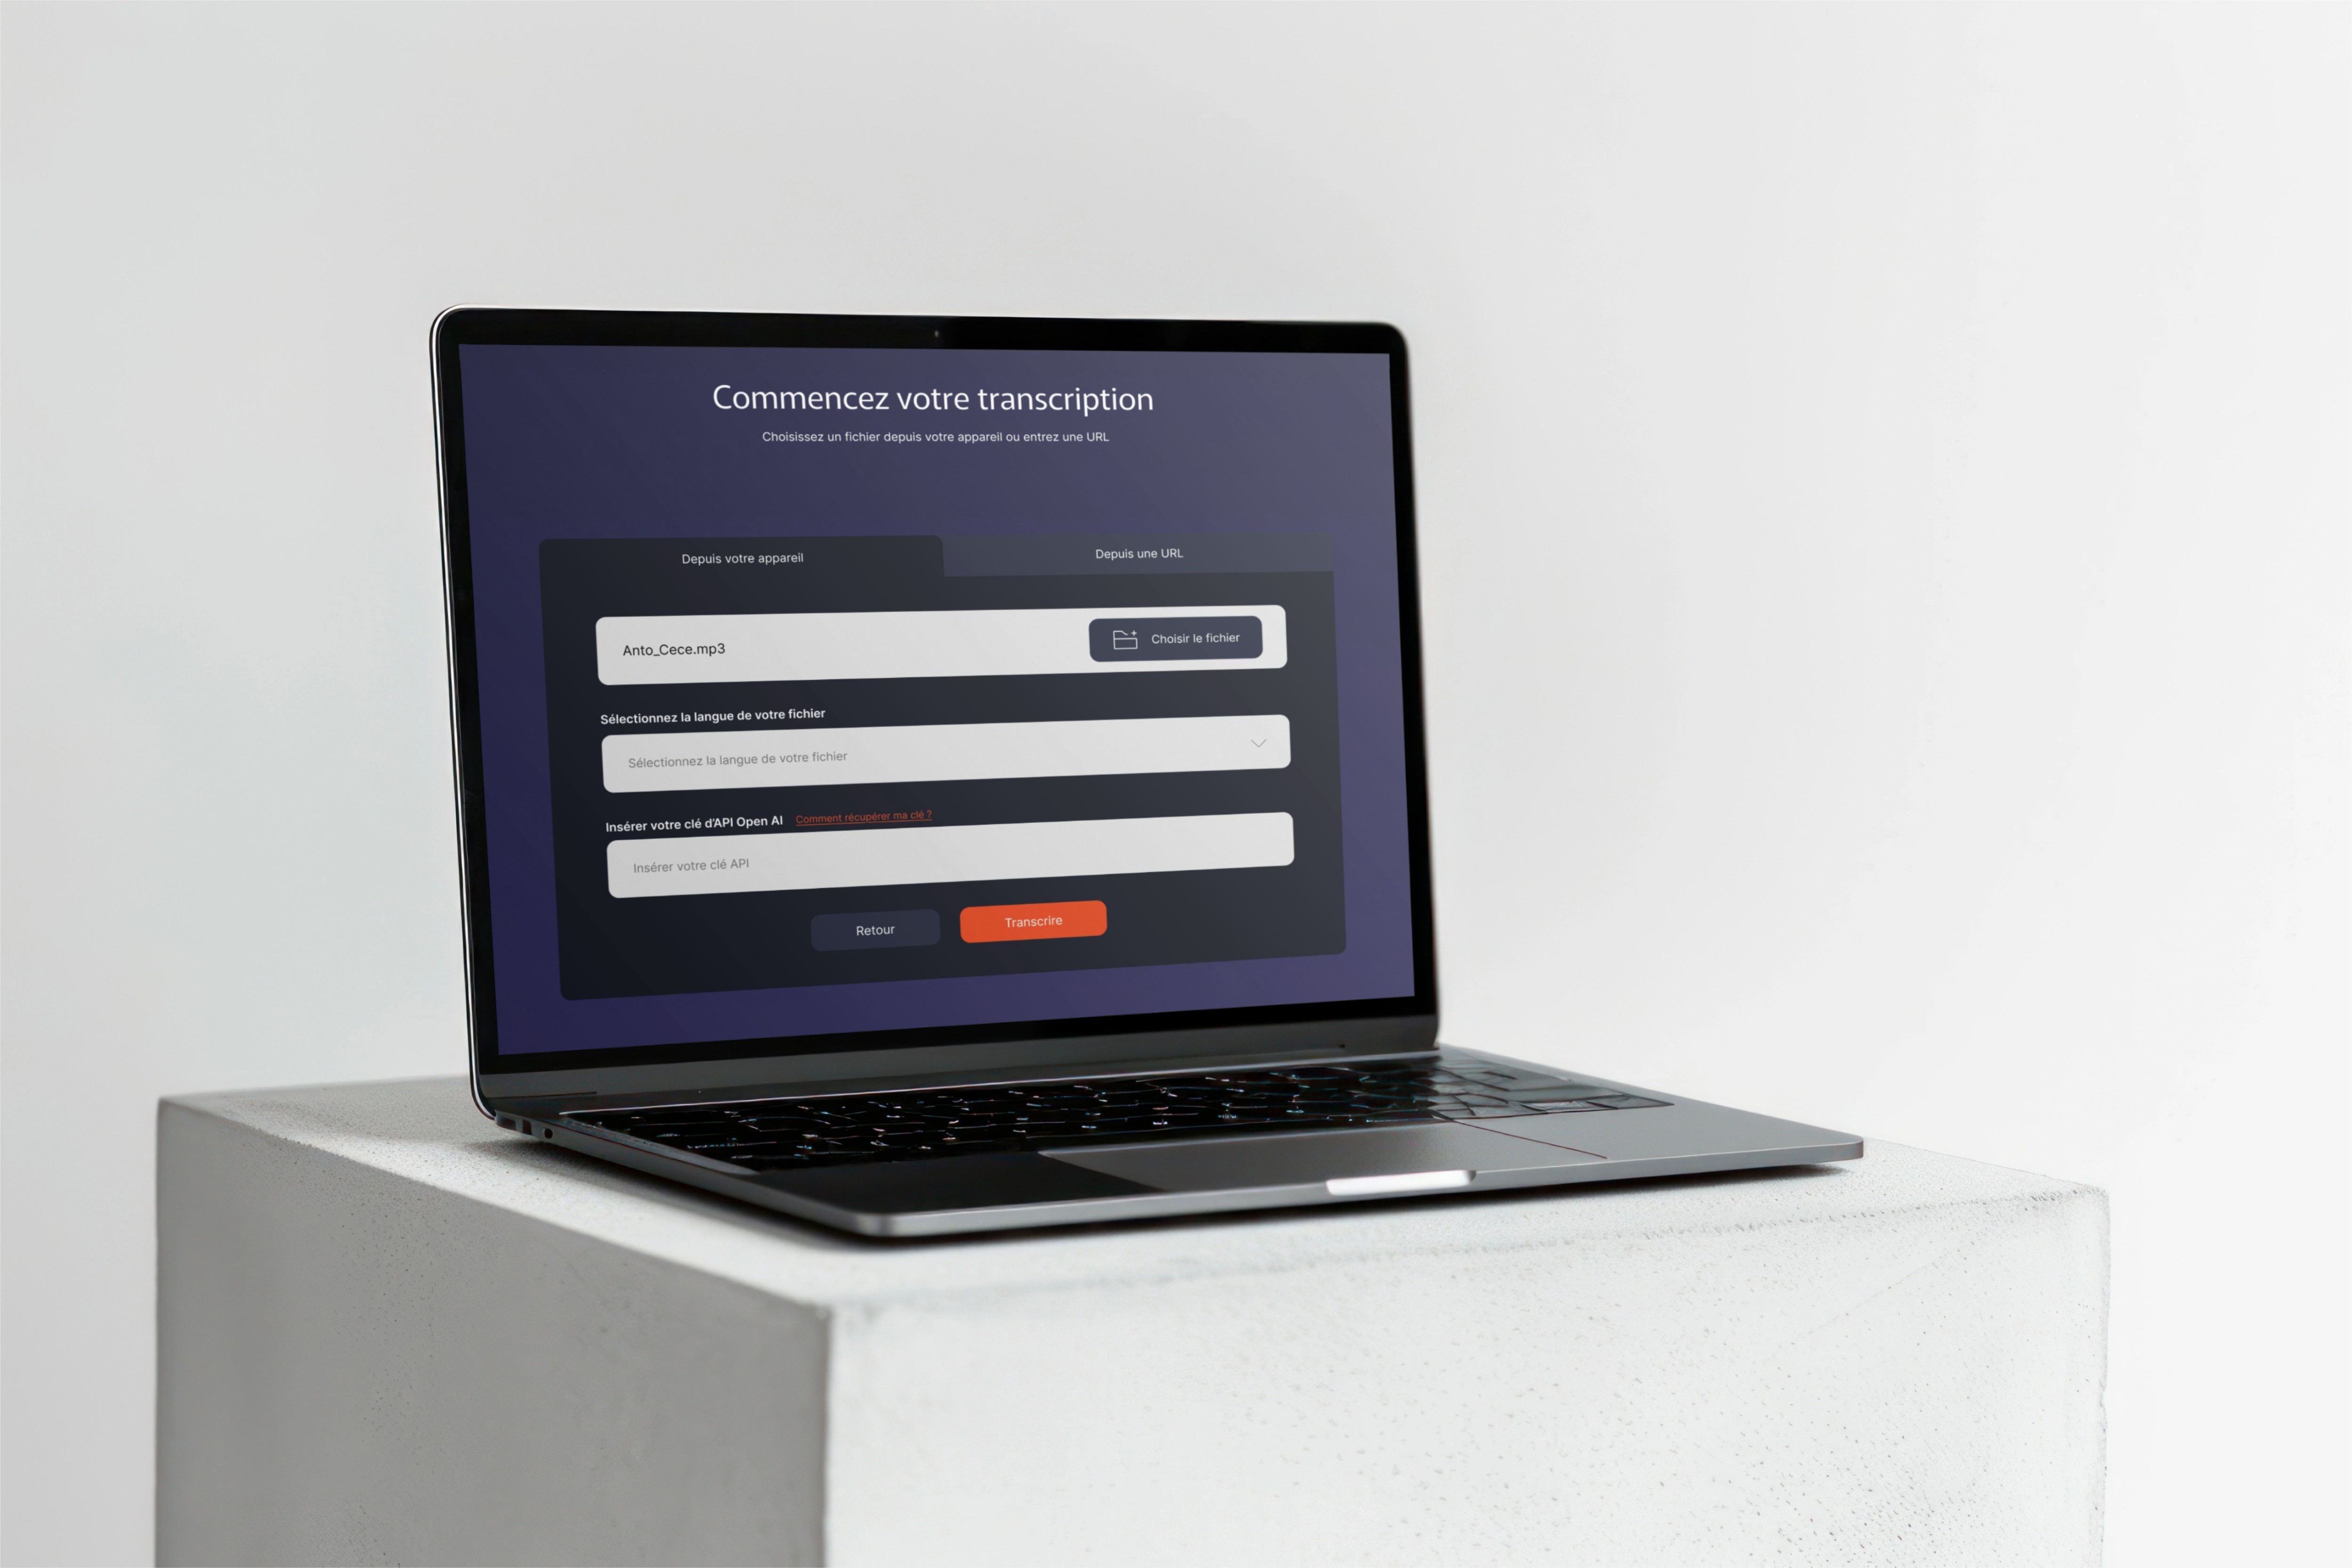 Commencez votre transcription
Choisissez un fichier depuis votre appareil ou entrez une URL
Depuis votre appareil
Depuis une URL
Anto_Cece.mp3
Choisir le fichier
Sélectionnez la langue de votre fichier
Sélectionnez la langue de votre fichier
Insérer votre clé d'API Open AI
Comment récupérer ma clé ?
Insérer votre clé API
Retour
Transcrire